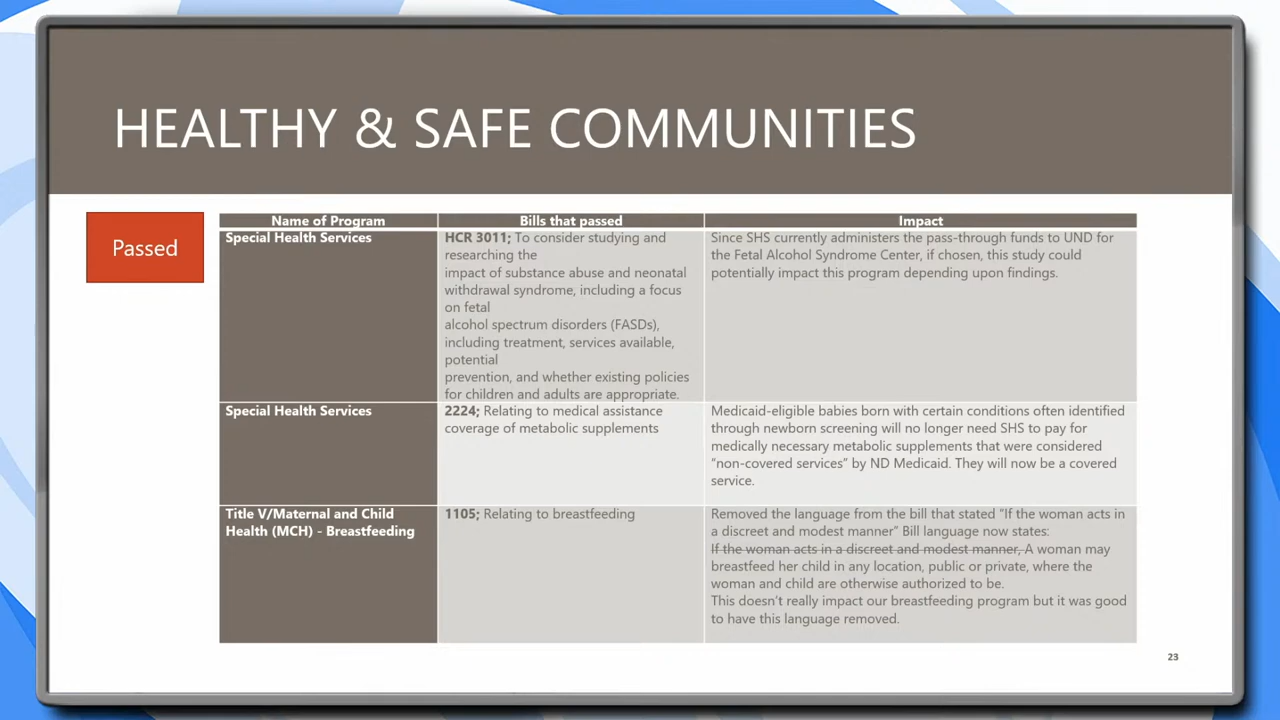 HEALTHY & SAFE COMMUNITIES
Passed
Name of Program
Bills that passed
Impact
Special Health Services
HCR 3011; To consider studying and
researching the
impact of substance abuse and neonatal
withdrawal syndrome, including a focus
on fetal
alcohol spectrum disorders (FASDs),
including treatment, services available,
potential
prevention, and whether existing policies
for children and adults are appropriate.
Since SHS currently administers the pass-through funds to UND for
the Fetal Alcohol Syndrome Center, if chosen, this study could
potentially impact this program depending upon findings.
Special Health Services
2224; Relating to medical assistance
coverage of metabolic supplements
Medicaid-eligible babies born with certain conditions often identified
through newborn screening will no longer need SHS to pay for
medically necessary metabolic supplements that were considered
“non-covered services” by ND Medicaid. They will now be a covered
service.
Title V/Maternal and Child
Health (MCH) - Breastfeeding
1105; Relating to breastfeeding
Removed the language from the bill that stated “If the woman acts in
a discreet and modest manner” Bill language now states:
If the woman acts in a discreet and modest manner, A woman may
breastfeed her child in any location, public or private, where the
woman and child are otherwise authorized to be.
This doesn’t really impact our breastfeeding program but it was good
to have this language removed.
23